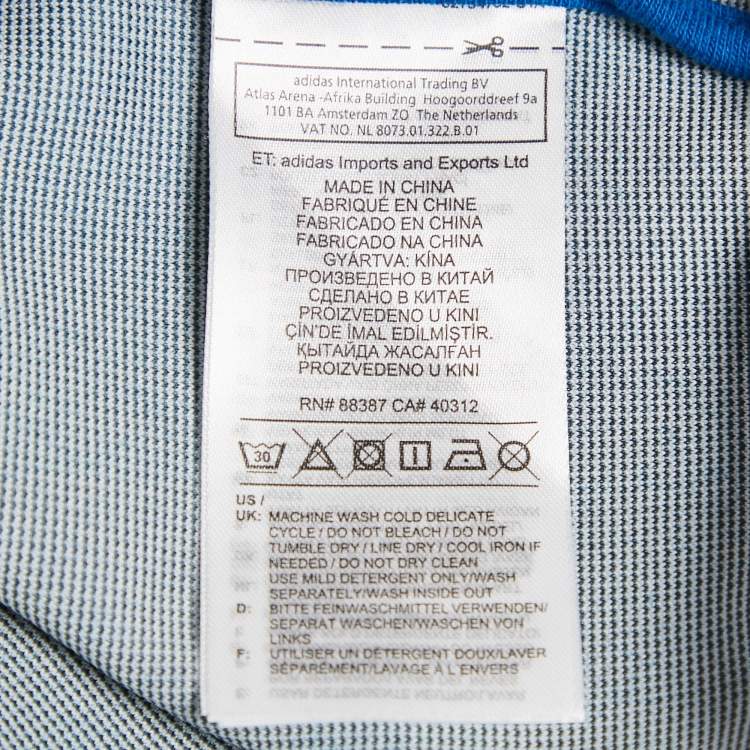 adidas International Trading BV
Atlas Arena -Afrika Building Hoogoorddreef 9a
1101 BA Amsterdam ZO The Netherlands
VAT NO. NL 8073.01.322.B.01
ET: adidas Imports and Exports Ltd
MADE IN CHINA
FABRIQUÉ EN CHINE
FABRICADO EN CHINA
FABRICADO NA CHINA
GYÁRTVA: KÍNA
ПРОИЗВЕДЕНО В КИТАЙ
СДЕЛАНО В КИТАЕ
PROIZVEDENO U KINI
ÇİN'DE İMAL EDİLMİŞTİR.
ҚЫТАЙДА ЖАСАЛҒАН
PROIZVEDENO U KINI
RN# 88387 CA# 40312
30
US /
UK: MACHINE WASH COLD DELICATE
CYCLE / DO NOT BLEACH / DO NOT
TUMBLE DRY / LINE DRY / COOL IRON IF
NEEDED / DO NOT DRY CLEAN
USE MILD DETERGENT ONLY/WASH
SEPARATELY/WASH INSIDE OUT
D: BITTE FEINWASCHMITTEL VERWENDEN/
SEPARAT WASCHEN/WASCHEN VON
LINKS
F: UTILISER UN DÉTERGENT DOUX/LAVER
SÉPARÉMENT/LAVAGE À L'ENVERS